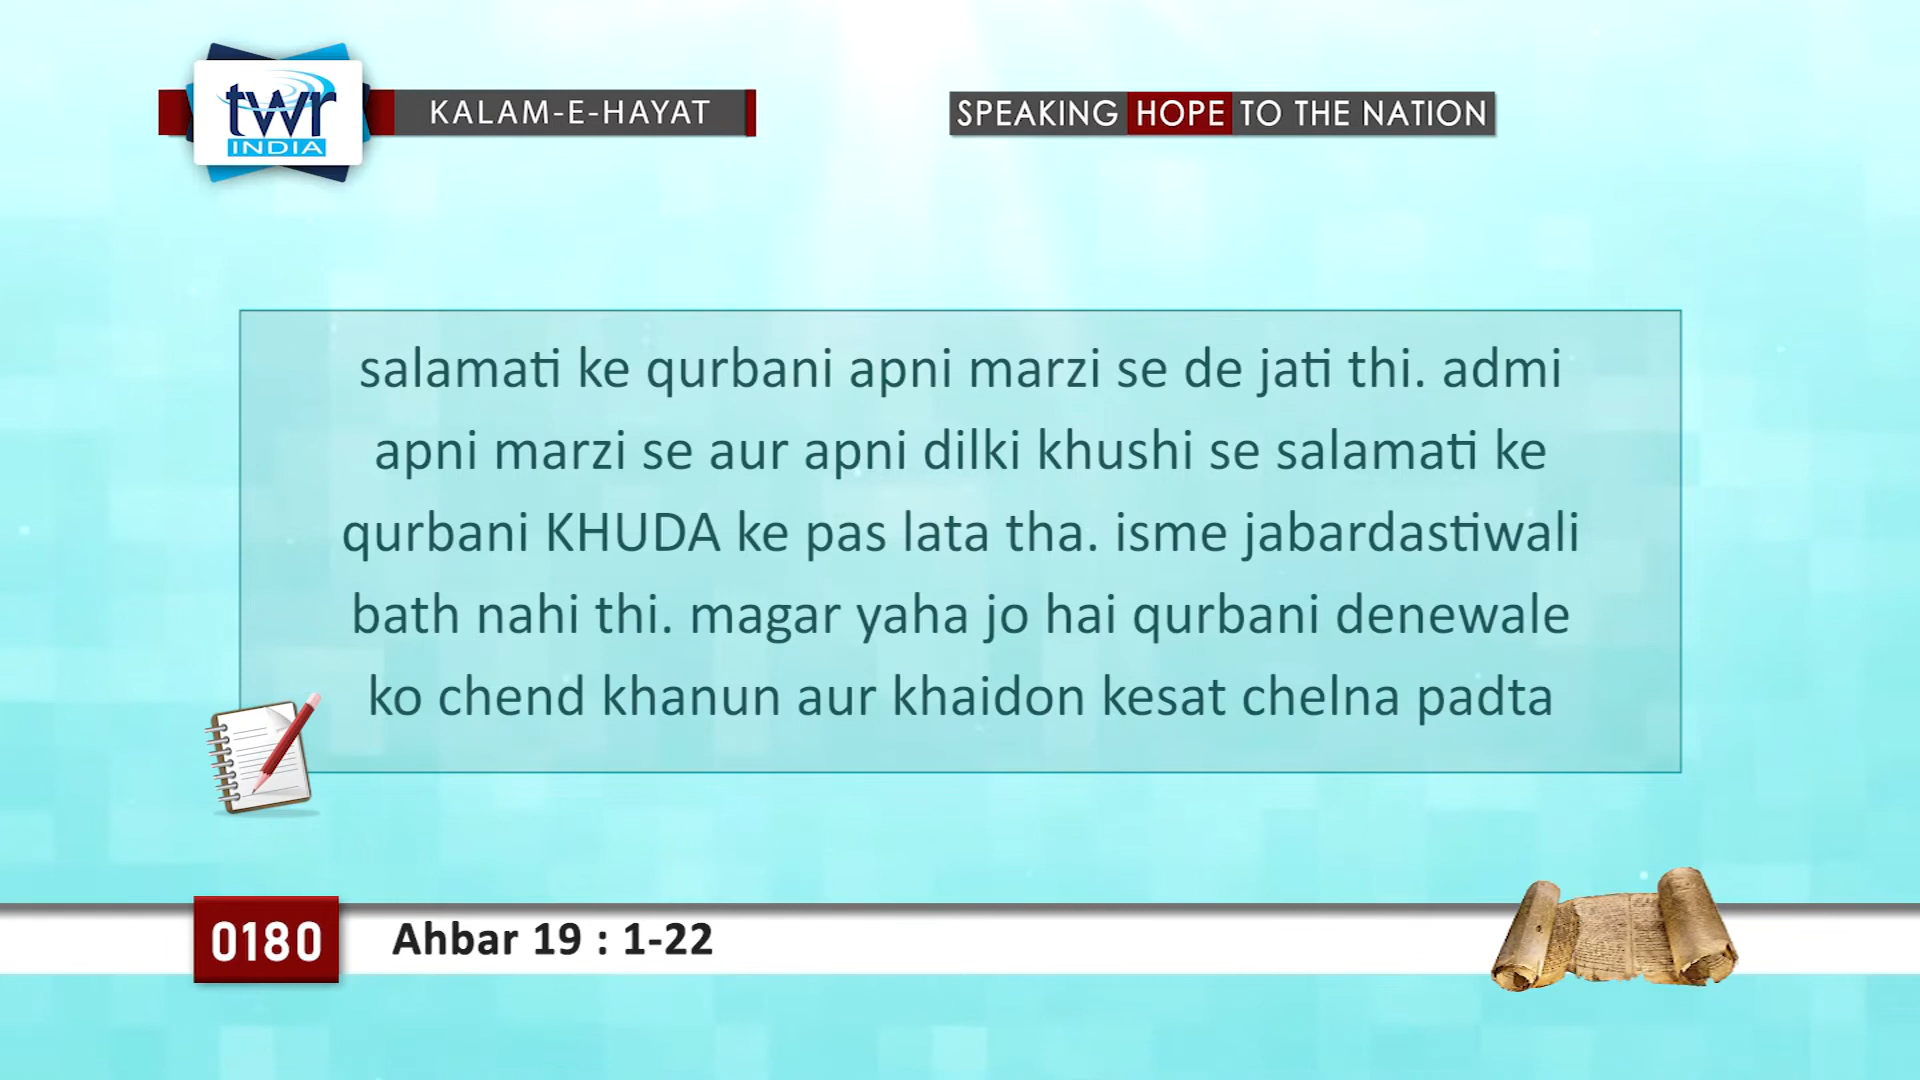 twr
INDIA
KALAM-E-HAYAT
SPEAKING HOPE TO THE NATION
salamati ke qurbani apni marzi se de jati thi. admi
apni marzi se aur apni dilki khushi se salamati ke
qurbani KHUDA ke pas lata tha. isme jabardastiwali
bath nahi thi. magar yaha jo hai qurbani denewale
ko chend khanun aur khaidon kesat chelna padta
0180
Ahbar 19 : 1-22